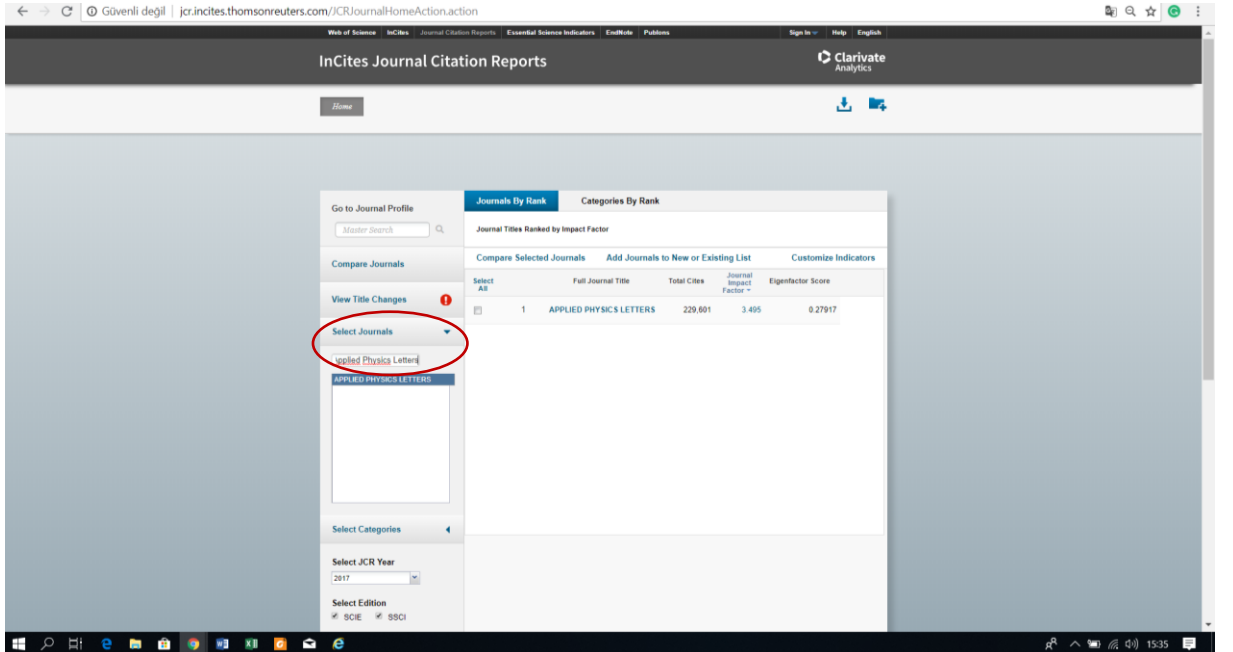 Güvenli değil | jcr.incites.thomsonreuters.com/JCRJournalHomeAction.action
Web of Science InCites Journal Citation Reports Essential Science Indicators EndNote Publons Sign In Help English
InCites Journal Citation Reports
Clarivate
Analytics
Home
Go to Journal Profile
Master Search
Compare Journals
View Title Changes
Select Journals
pplied Physics Letters
APPLIED PHYSICS LETTERS
Select Categories
Select JCR Year
2017
Select Edition
SCIE SSCI
Journals By Rank Categories By Rank
Journal Titles Ranked by Impact Factor
Compare Selected Journals Add Journals to New or Existing List Customize Indicators
Select All Full Journal Title Total Cites Journal Impact Factor Eigenfactor Score
1 APPLIED PHYSICS LETTERS 229,601 3.495 0.27917
15:35